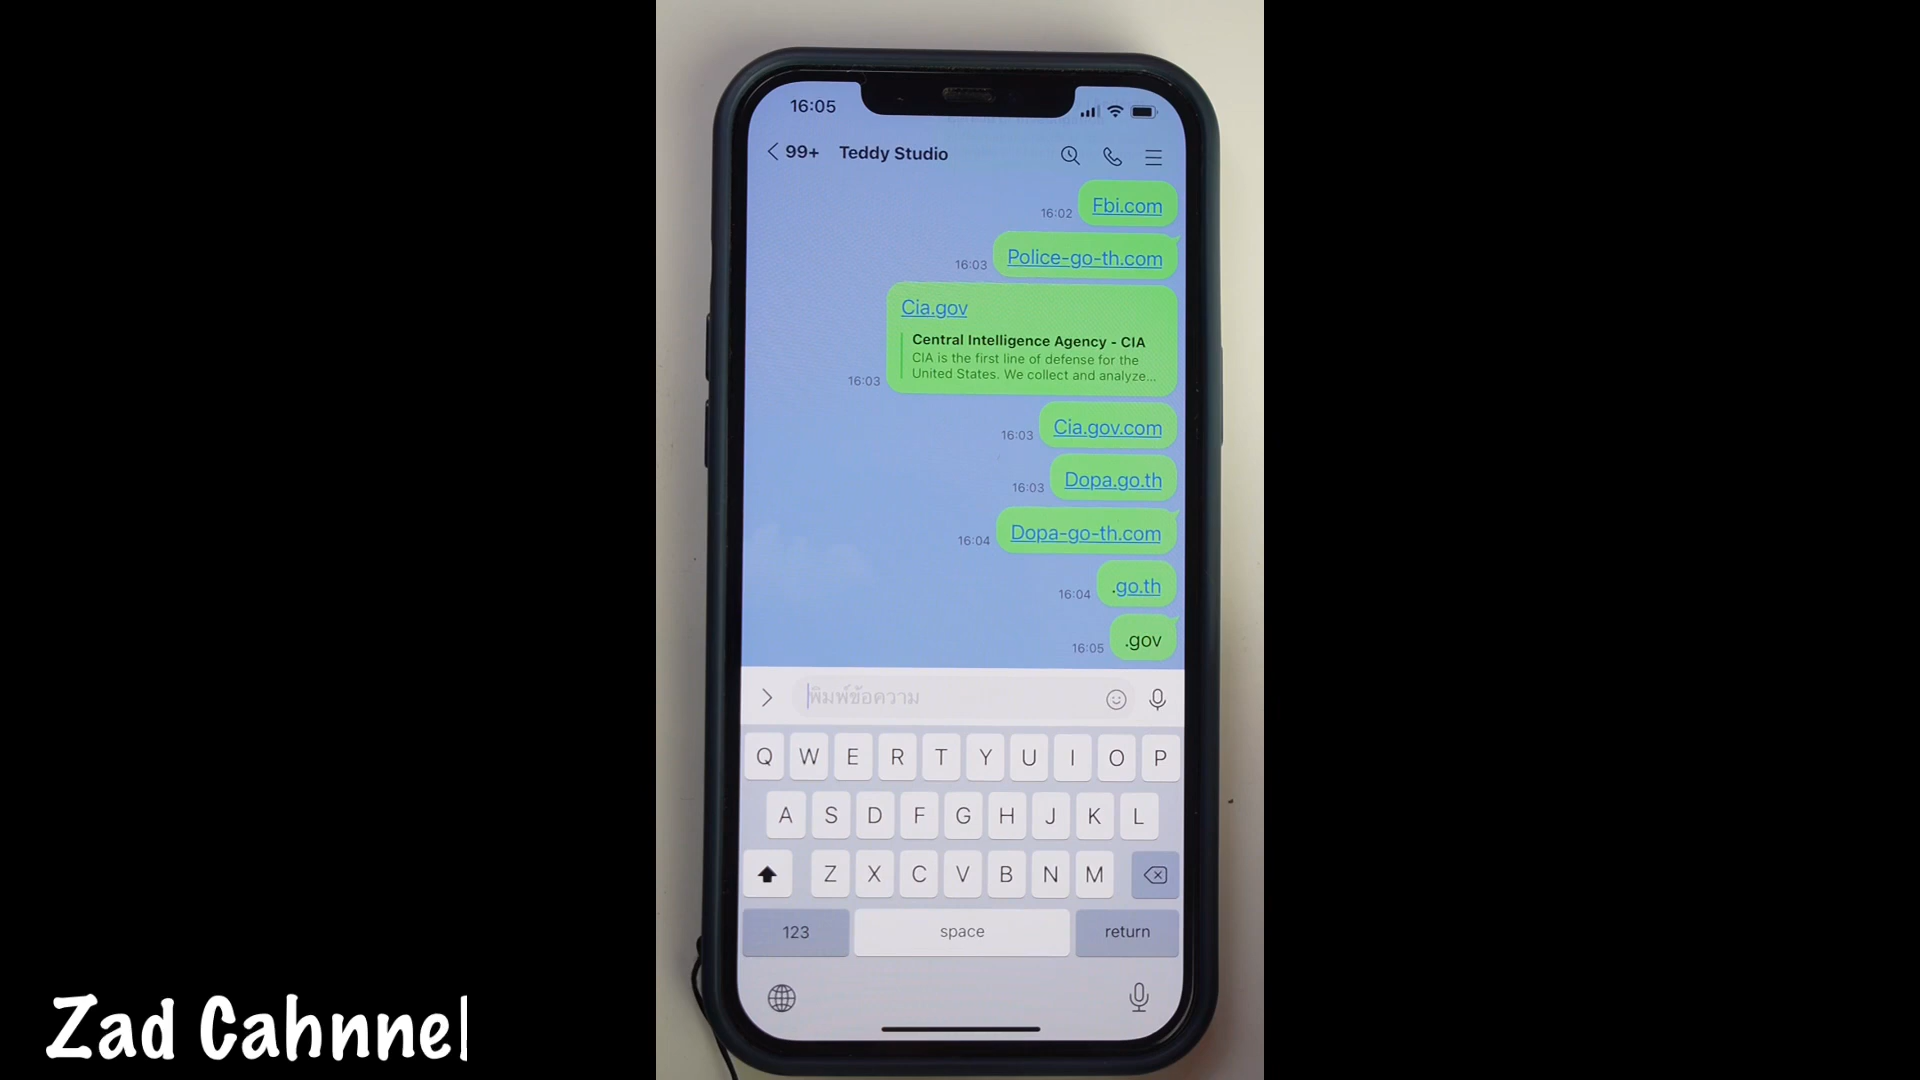 16:05
99+ Teddy Studio
16:02 Fbi.com
16:03 Police-go-th.com
Cia.gov
Central Intelligence Agency - CIA
CIA is the first line of defense for the
United States. We collect and analyze...
16:03
16:03 Cia.gov.com
16:03 Dopa.go.th
16:04 Dopa-go-th.com
16:04 .go.th
16:05 .gov
พิมพ์ข้อความ
Q W E R T Y U I O P
A S D F G H J K L
Z X C V B N M
123 space return
Zad Cahnnel